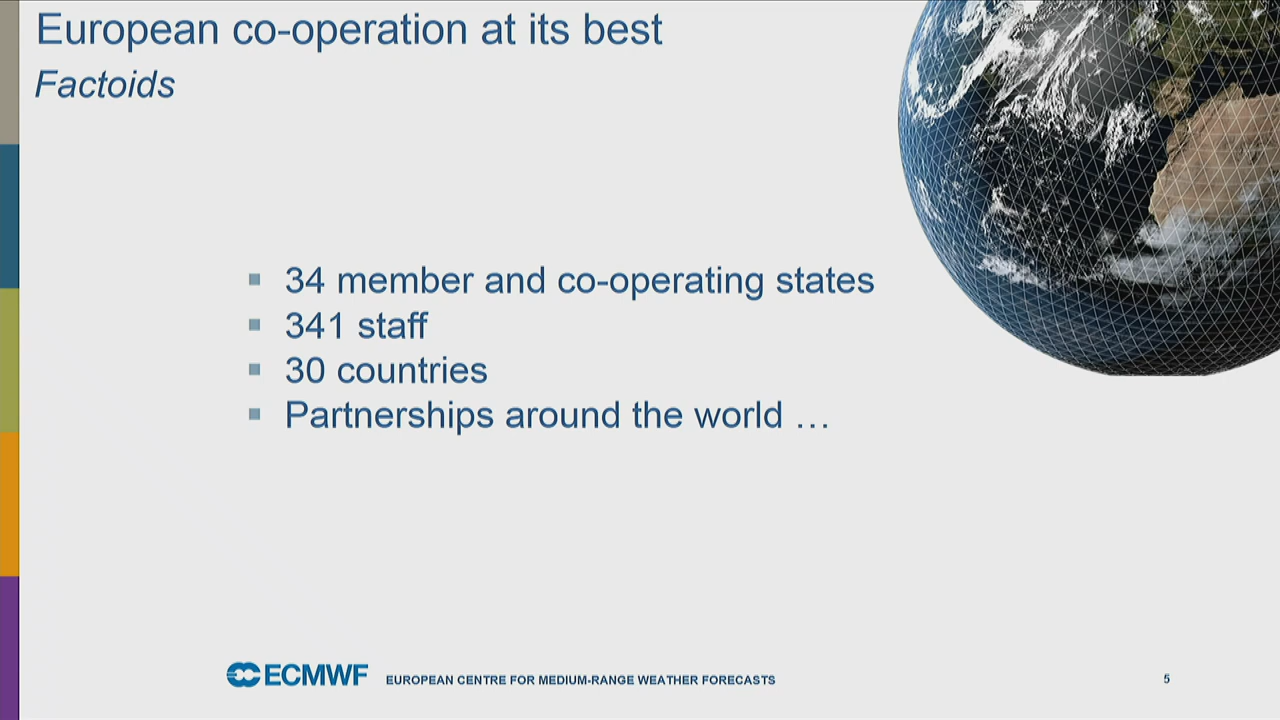 European co-operation at its best
Factoids
34 member and co-operating states
341 staff
30 countries
Partnerships around the world …
ECMWF EUROPEAN CENTRE FOR MEDIUM-RANGE WEATHER FORECASTS 5